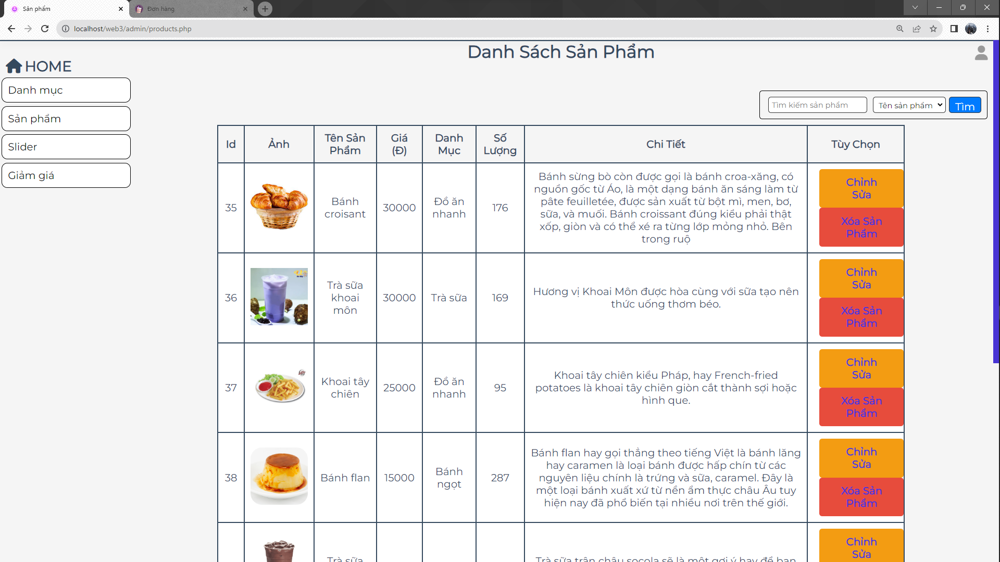 Sản phẩm
Đơn hàng
localhost/web3/admin/products.php
Danh Sách Sản Phẩm
HOME
Danh mục
Sản phẩm
Slider
Giảm giá
Tìm kiếm sản phẩm
Tên sản phẩm
Tìm
Id
Ảnh
Tên Sản
Phẩm
Giá
(Đ)
Danh
Mục
Số
Lượng
Chi Tiết
Tùy Chọn
35
Bánh
croisant
30000
Đồ ăn
nhanh
176
Bánh sừng bò còn được gọi là bánh croa-xăng, có
nguồn gốc từ Áo, là một dạng bánh ăn sáng làm từ
pâte feuilletée, được sản xuất từ bột mì, men, bơ,
sữa, và muối. Bánh croissant đúng kiểu phải thật
xốp, giòn và có thể xé ra từng lớp mỏng nhỏ. Bên
trong ruộ
Chỉnh
Sửa
Xóa Sản
Phẩm
36
Trà sữa
khoai
môn
30000
Trà sữa
169
Hương vị Khoai Môn được hòa cùng với sữa tạo nên
thức uống thơm béo.
Chỉnh
Sửa
Xóa Sản
Phẩm
37
Khoai tây
chiên
25000
Đồ ăn
nhanh
95
Khoai tây chiên kiểu Pháp, hay French-fried
potatoes là khoai tây chiên giòn cắt thành sợi hoặc
hình que.
Chỉnh
Sửa
Xóa Sản
Phẩm
38
Bánh flan
15000
Bánh
ngọt
287
Bánh flan hay gọi thẳng theo tiếng Việt là bánh lăng
hay caramen là loại bánh được hấp chín từ các
nguyên liệu chính là trứng và sữa, caramel. Đây là
một loại bánh xuất xứ từ nền ẩm thực châu Âu tuy
hiện nay đã phổ biến tại nhiều nơi trên thế giới.
Chỉnh
Sửa
Xóa Sản
Phẩm
Trà sữa
Trà sữa trân châu socola sẽ là một gợi ý hay để bạn
Chỉnh
Sửa